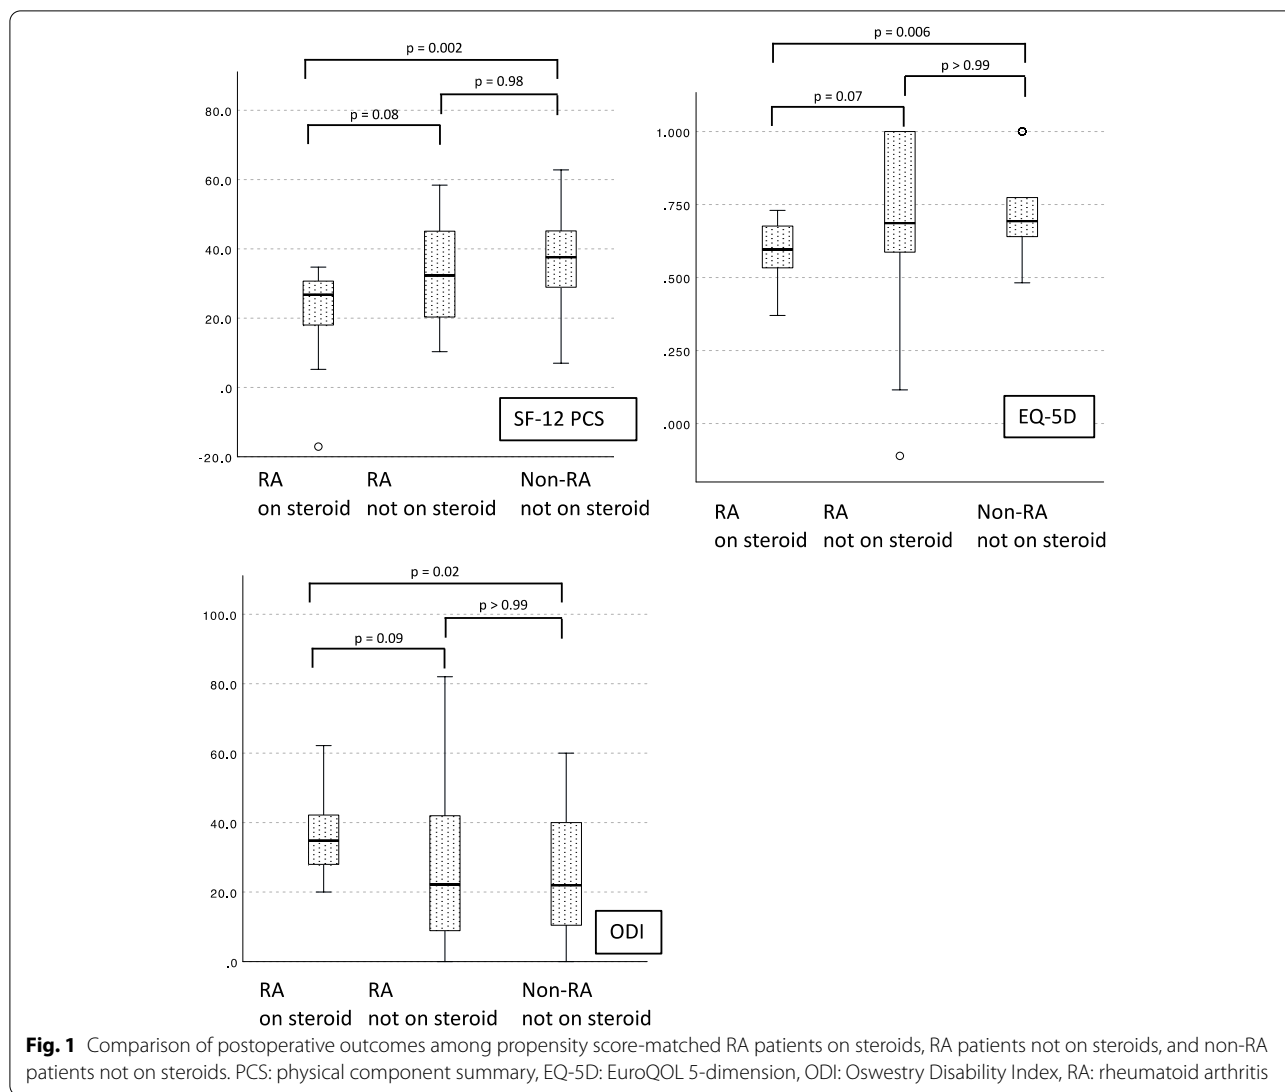 p = 0.002
p = 0.98
p = 0.08
80.0
60.0
40.0
20.0
.0
-20.0
SF-12 PCS
RA
on steroid
RA
not on steroid
Non-RA
not on steroid
p = 0.006
p > 0.99
p = 0.07
1.000
.750
.500
.250
.000
EQ-5D
RA
on steroid
RA
not on steroid
Non-RA
not on steroid
p = 0.02
p > 0.99
p = 0.09
100.0
80.0
60.0
40.0
20.0
.0
ODI
RA
on steroid
RA
not on steroid
Non-RA
not on steroid
Fig. 1 Comparison of postoperative outcomes among propensity score-matched RA patients on steroids, RA patients not on steroids, and non-RA
patients not on steroids. PCS: physical component summary, EQ-5D: EuroQOL 5-dimension, ODI: Oswestry Disability Index, RA: rheumatoid arthritis